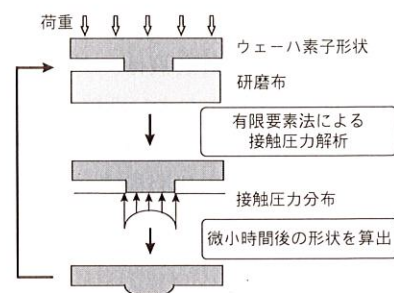 荷重
ウェーハ素子形状
研磨布
有限要素法による
接触圧力解析
接触圧力分布
微小時間後の形状を算出